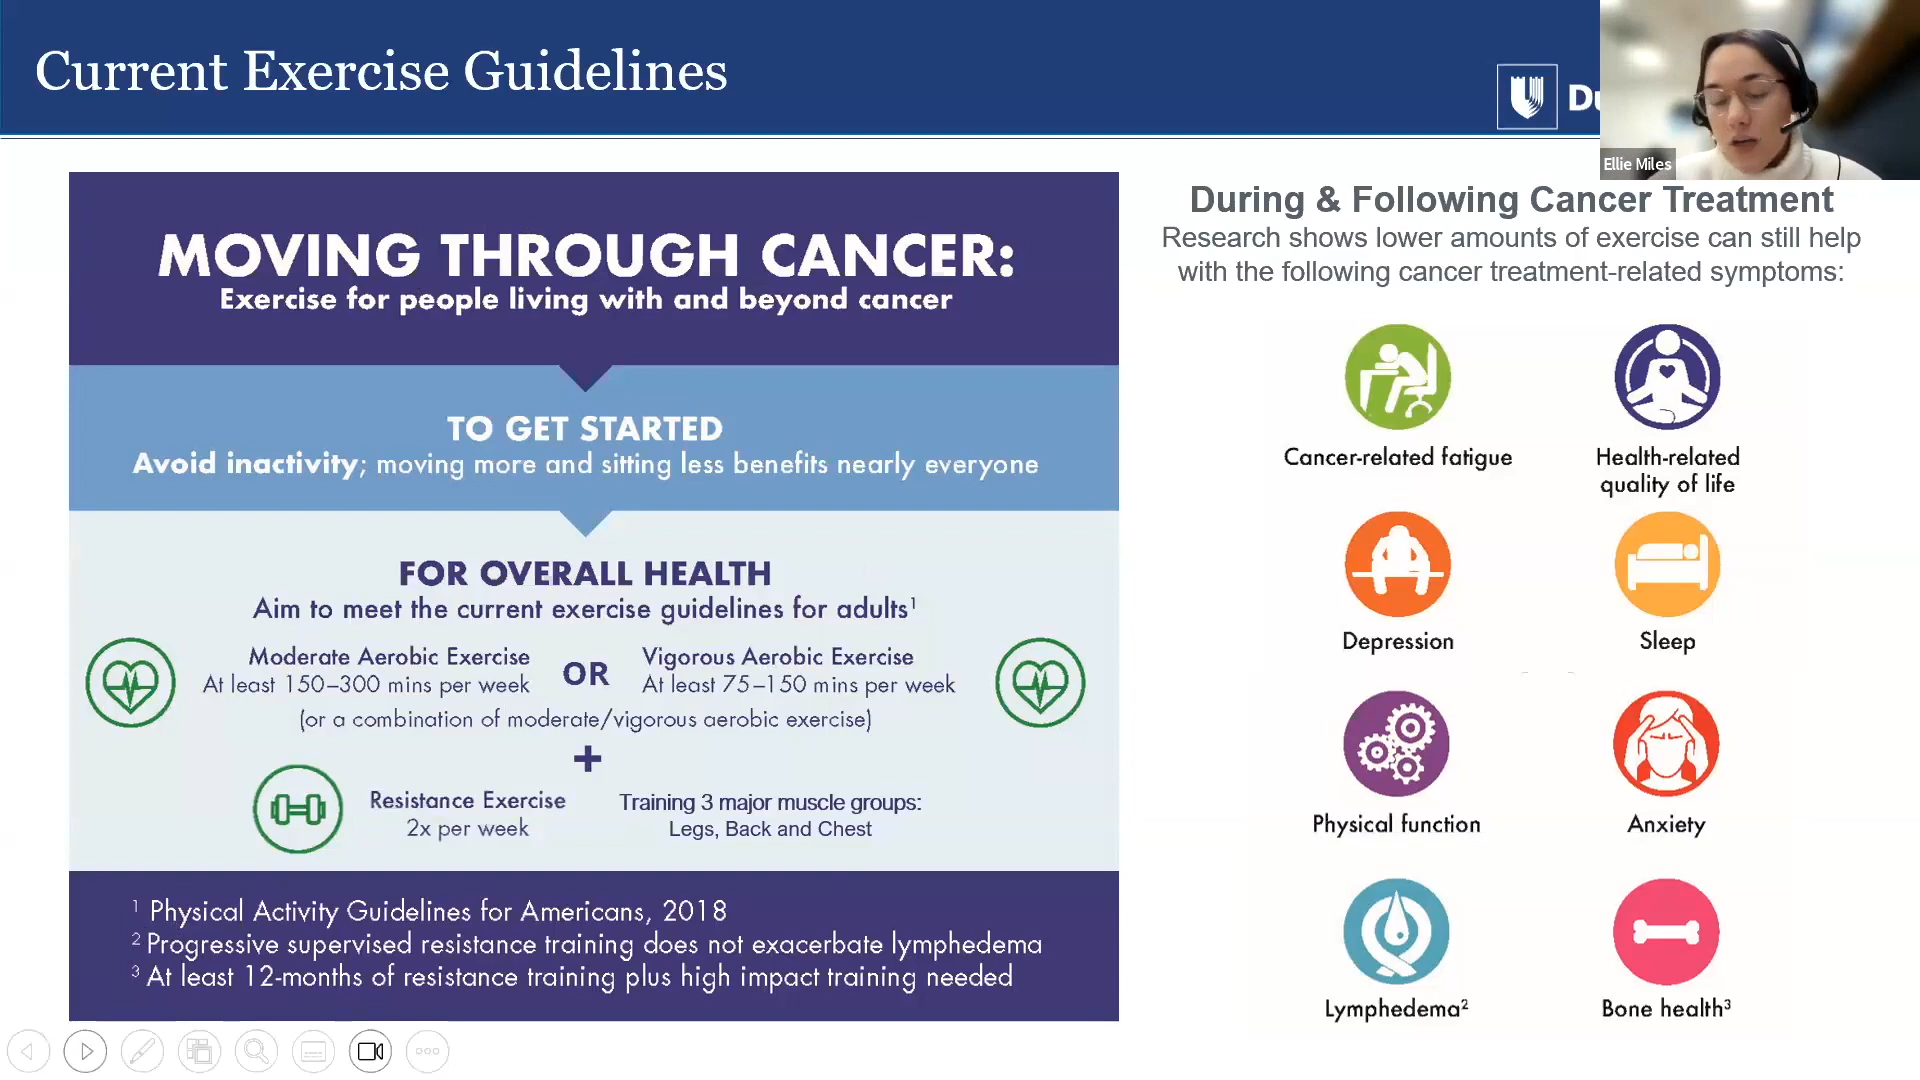 Current Exercise Guidelines
Ellie Miles
MOVING THROUGH CANCER:
Exercise for people living with and beyond cancer
TO GET STARTED
Avoid inactivity; moving more and sitting less benefits nearly everyone
FOR OVERALL HEALTH
Aim to meet the current exercise guidelines for adults¹
Moderate Aerobic Exercise
At least 150–300 mins per week
OR
Vigorous Aerobic Exercise
At least 75–150 mins per week
(or a combination of moderate/vigorous aerobic exercise)
+
Resistance Exercise
2x per week
Training 3 major muscle groups:
Legs, Back and Chest
¹ Physical Activity Guidelines for Americans, 2018
² Progressive supervised resistance training does not exacerbate lymphedema
³ At least 12-months of resistance training plus high impact training needed
During & Following Cancer Treatment
Research shows lower amounts of exercise can still help
with the following cancer treatment-related symptoms:
Cancer-related fatigue
Health-related
quality of life
Depression
Sleep
Physical function
Anxiety
Lymphedema²
Bone health³